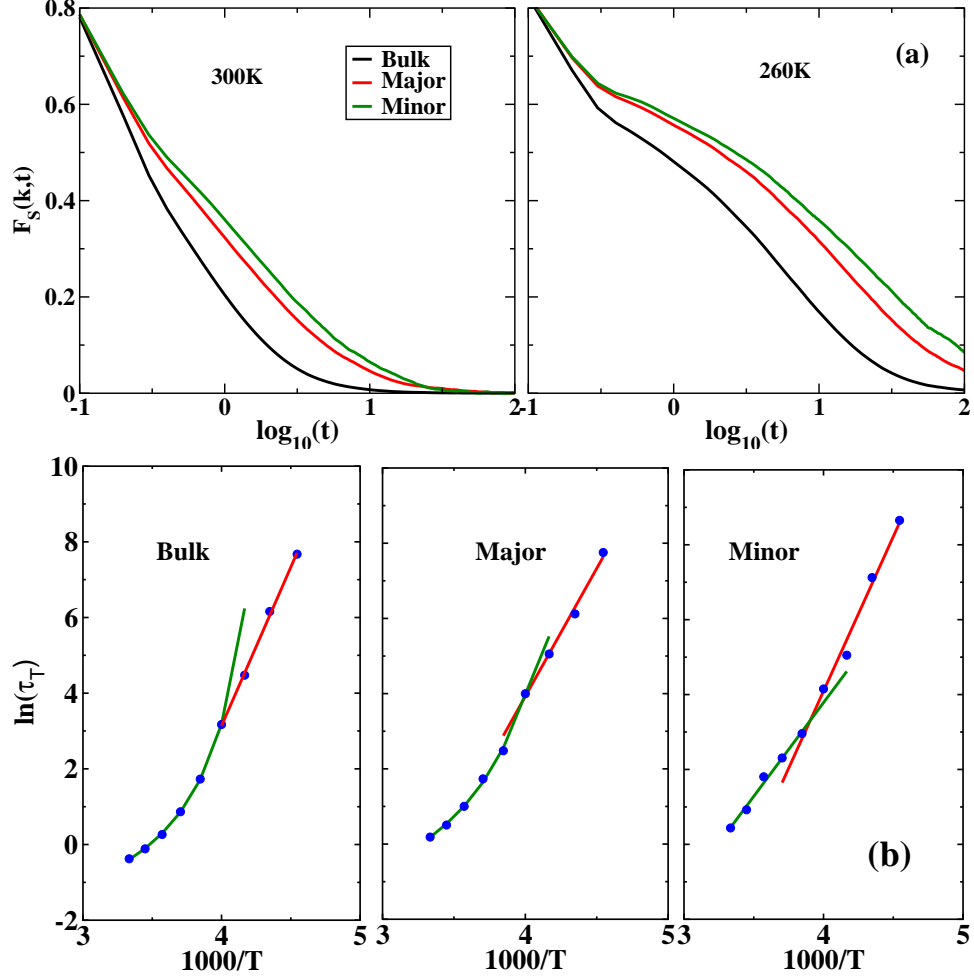 0.8
0.6
0.4
0.2
0
F_S(k,t)
300K
Bulk
Major
Minor
-1 0 1 2
log₁₀(t)
260K
(a)
-1 0 1 2
log₁₀(t)
10
8
6
4
2
0
-2
ln(τ_T)
Bulk
3 4 5
1000/T
Major
3 4 5
1000/T
Minor
(b)
3 4 5
1000/T